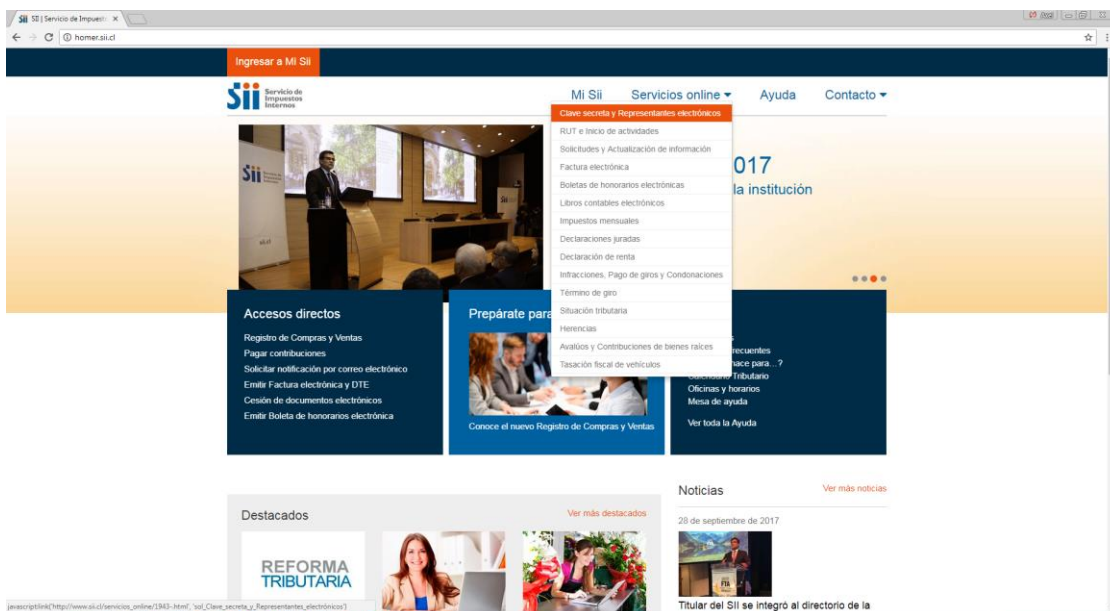 SII | Servicio de Impuest
homer.sii.cl
Ingresar a Mi Sii
Sii Servicio de
Impuestos
Internos
Mi Sii Servicios online Ayuda Contacto
Clave secreta y Representantes electrónicos
RUT e Inicio de actividades
Solicitudes y Actualización de información
Factura electrónica
Boletas de honorarios electrónicas
Libros contables electrónicos
Impuestos mensuales
Declaraciones juradas
Declaración de renta
Infracciones, Pago de giros y Condonaciones
Término de giro
Situación tributaria
Herencias
Avalúos y Contribuciones de bienes raíces
Tasación fiscal de vehículos
Sii
017
la institución
Accesos directos
Registro de Compras y Ventas
Pagar contribuciones
Solicitar notificación por correo electrónico
Emitir Factura electrónica y DTE
Cesión de documentos electrónicos
Emitir Boleta de honorarios electrónica
Prepárate para
Conoce el nuevo Registro de Compras y Ventas
recuentes
hace para...?
Calendario Tributario
Oficinas y horarios
Mesa de ayuda
Ver toda la Ayuda
Destacados
Ver más destacados
REFORMA
TRIBUTARIA
Noticias
Ver más noticias
28 de septiembre de 2017
Titular del SII se integró al directorio de la
javascript:link('http://www.sii.cl/servicios_online/1943-.html', 'sol_Clave_secreta_y_Representantes_electrónicos')